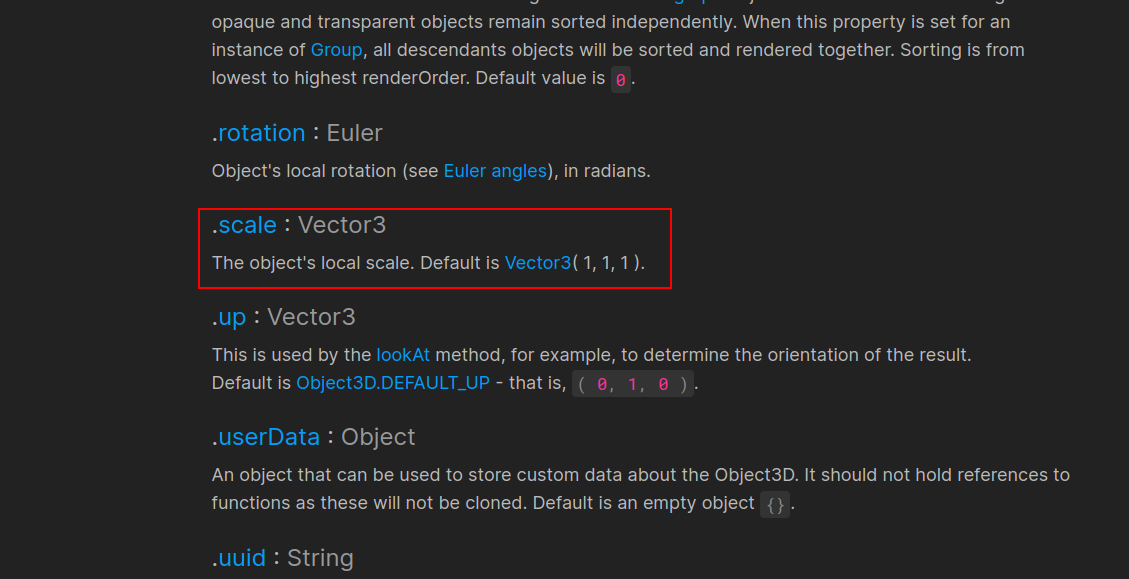 opaque and transparent objects remain sorted independently. When this property is set for an
instance of Group, all descendants objects will be sorted and rendered together. Sorting is from
lowest to highest renderOrder. Default value is 0.
.rotation : Euler
Object's local rotation (see Euler angles), in radians.
.scale : Vector3
The object's local scale. Default is Vector3( 1, 1, 1 ).
.up : Vector3
This is used by the lookAt method, for example, to determine the orientation of the result.
Default is Object3D.DEFAULT_UP - that is, ( 0, 1, 0 ).
.userData : Object
An object that can be used to store custom data about the Object3D. It should not hold references to
functions as these will not be cloned. Default is an empty object {}.
.uuid : String